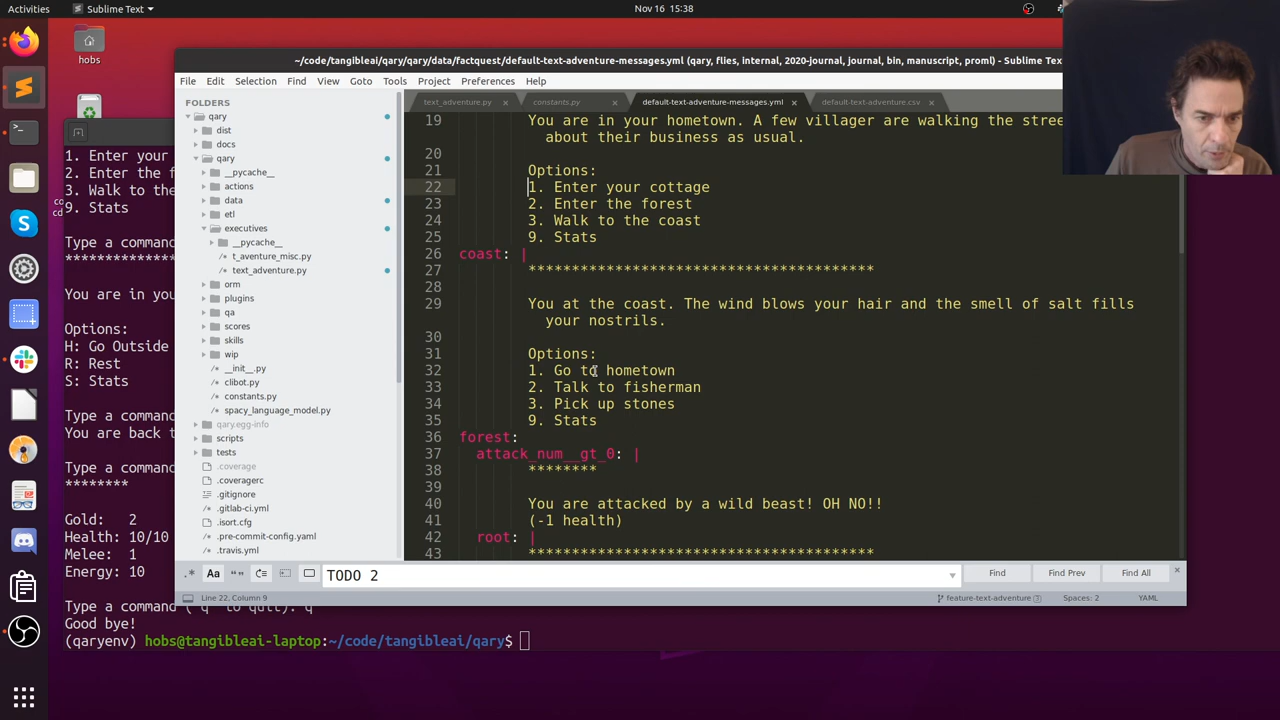 Activities
Sublime Text
Nov 16 15:38
hobs
~/code/tangibleai/qary/qary/data/factquest/default-text-adventure-messages.yml (qary, files, internal, 2020-journal, journal, bin, manuscript, proml) - Sublime Tex
File Edit Selection Find View Goto Tools Project Preferences Help
FOLDERS
qary
dist
docs
qary
__pycache__
actions
data
etl
executives
__pycache__
t_aventure_misc.py
text_adventure.py
orm
plugins
qa
scores
skills
wip
__init__.py
clibot.py
constants.py
spacy_language_model.py
qary.egg-info
scripts
tests
.coverage
.coveragerc
.gitignore
.gitlab-ci.yml
.isort.cfg
.pre-commit-config.yaml
.travis.yml
text_adventure.py
constants.py
default-text-adventure-messages.yml
default-text-adventure.csv
19 You are in your hometown. A few villager are walking the stree
about their business as usual.
20
21 Options:
22 1. Enter your cottage
23 2. Enter the forest
24 3. Walk to the coast
25 9. Stats
26 coast: |
27 ****************************************
28
29 You at the coast. The wind blows your hair and the smell of salt fills
your nostrils.
30
31 Options:
32 1. Go to hometown
33 2. Talk to fisherman
34 3. Pick up stones
35 9. Stats
36 forest:
37 attack_num__gt_0: |
38 ********
39
40 You are attacked by a wild beast! OH NO!!
41 (-1 health)
42 root: |
43 ****************************************
1. Enter your
2. Enter the f
3. Walk to the
9. Stats
Type a command
**************
You are in you
Options:
H: Go Outside
R: Rest
S: Stats
Type a command
You are back t
Type a command
********
Gold: 2
Health: 10/10
Melee: 1
Energy: 10
Type a command ('q' to quit): q
Good bye!
(qaryenv) hobs@tangibleai-laptop:~/code/tangibleai/qary$
.* Aa “” TODO 2 Find Find Prev Find All
Line 22, Column 9
feature-text-adventure 3
Spaces: 2
YAML